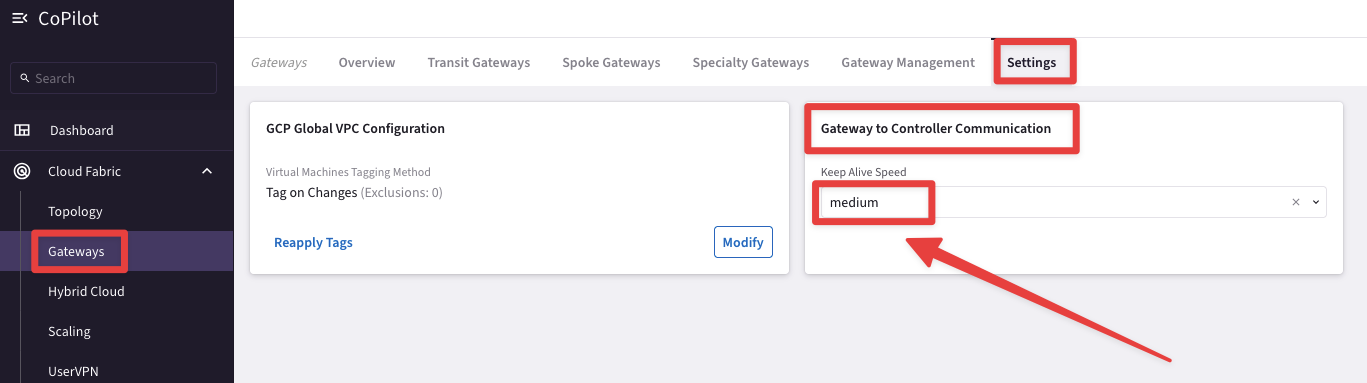 CoPilot
Search
Dashboard
Cloud Fabric
Topology
Gateways
Hybrid Cloud
Scaling
UserVPN
Gateways Overview Transit Gateways Spoke Gateways Specialty Gateways Gateway Management Settings
GCP Global VPC Configuration
Virtual Machines Tagging Method
Tag on Changes (Exclusions: 0)
Reapply Tags Modify
Gateway to Controller Communication
Keep Alive Speed
medium